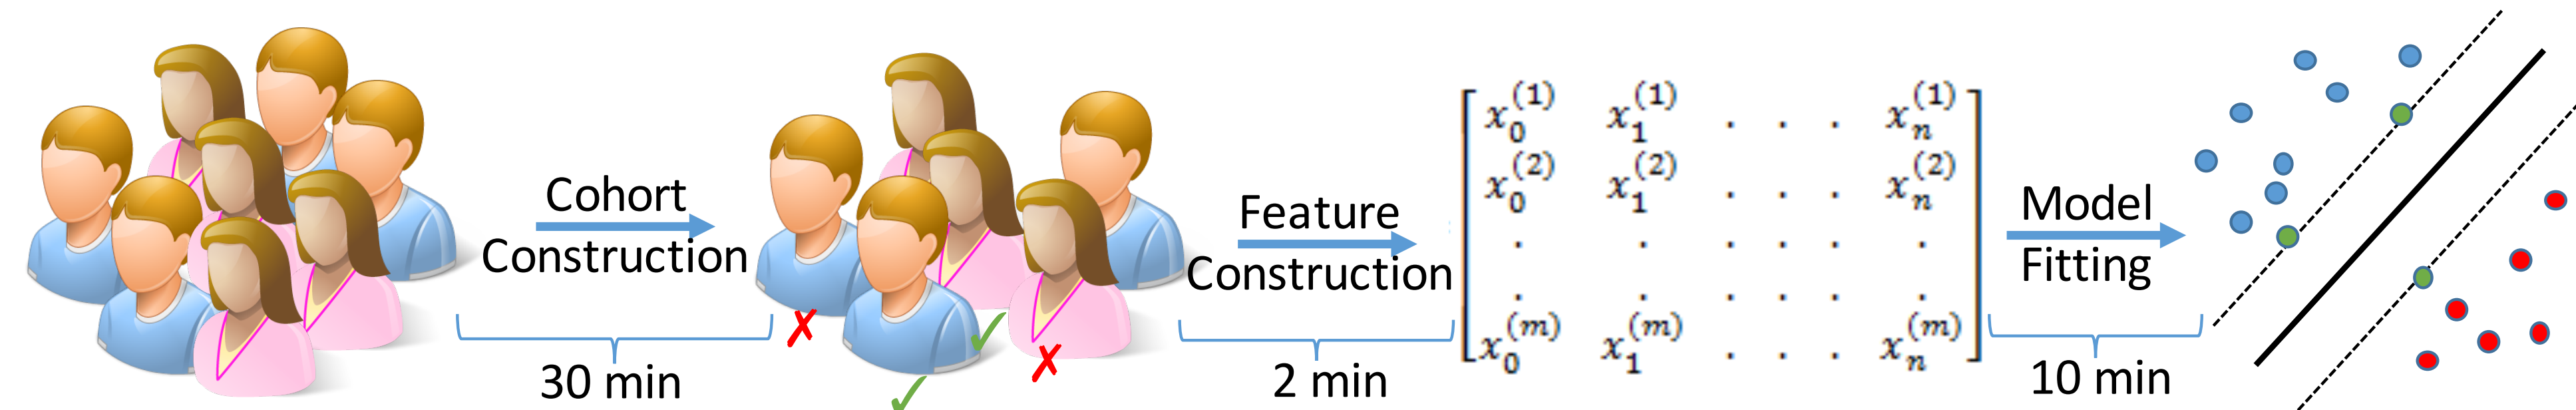 Cohort
Construction
30 min
Feature
Construction
2 min
x_0^(1) x_1^(1) . . . x_n^(1)
x_0^(2) x_1^(2) . . . x_n^(2)
. . . . . .
. . . . . .
x_0^(m) x_1^(m) . . . x_n^(m)
Model
Fitting
10 min